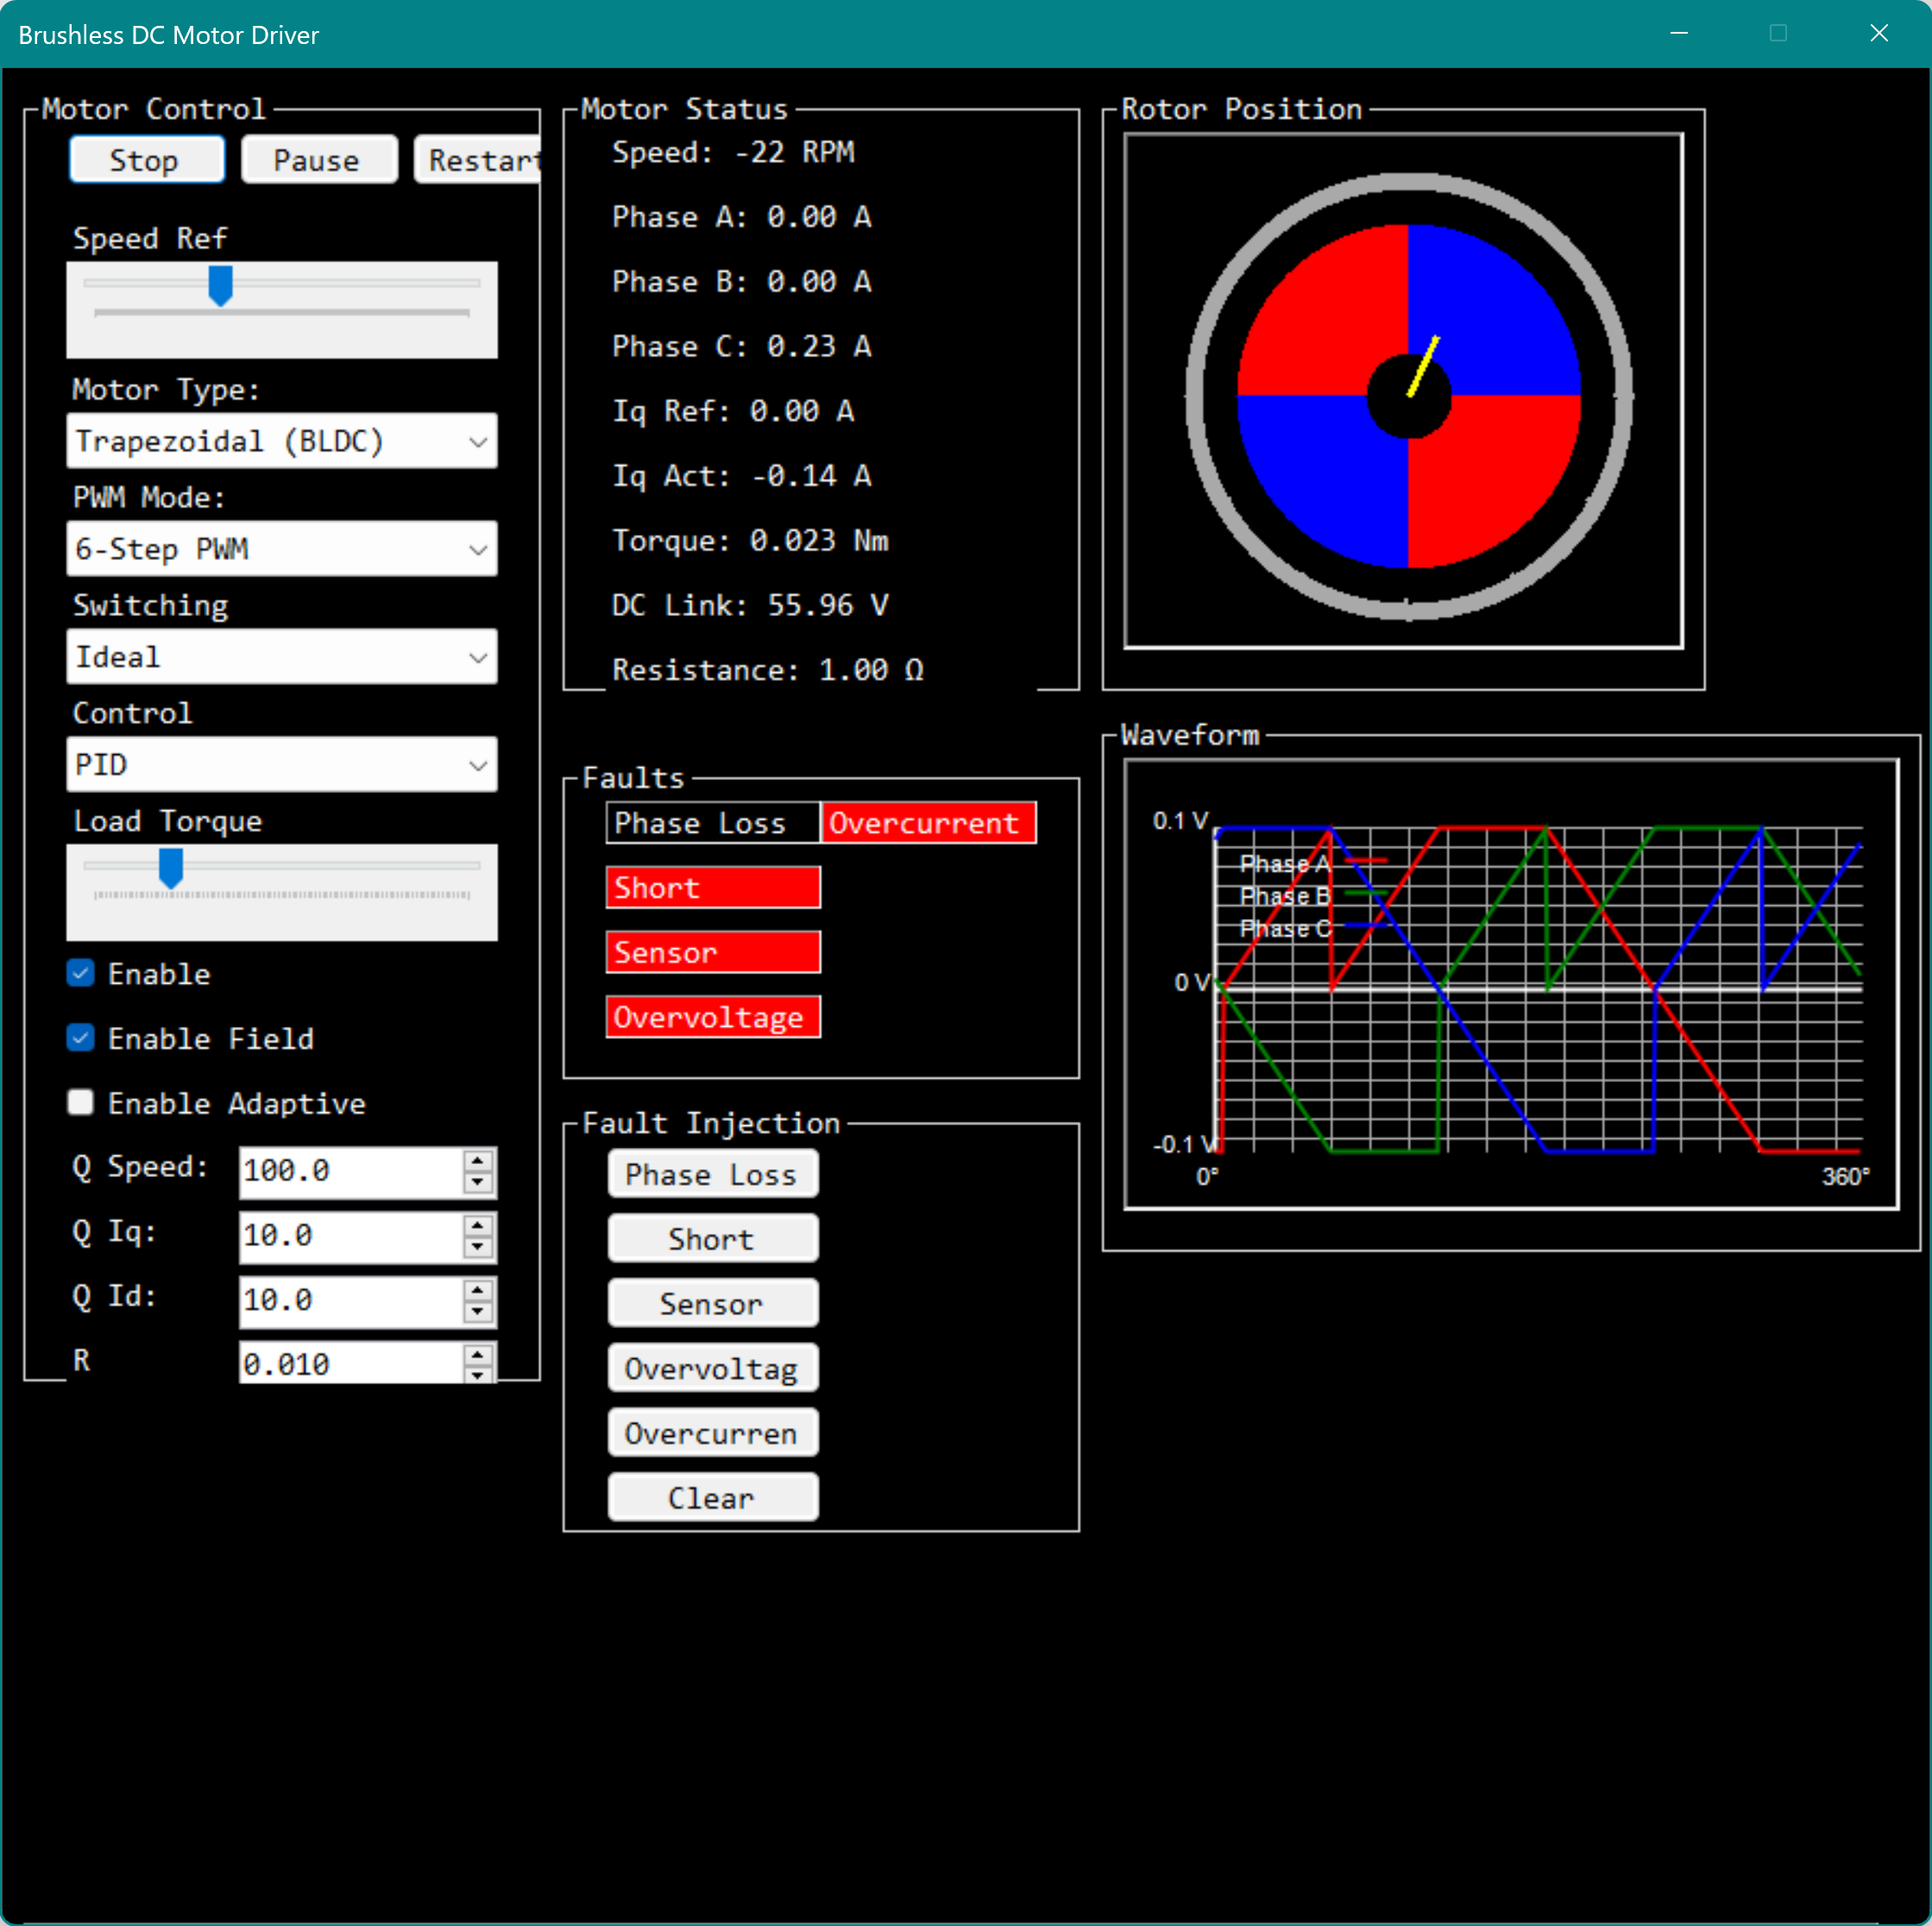 Brushless DC Motor Driver
Motor Control
Stop Pause Restart
Speed Ref
Motor Type:
Trapezoidal (BLDC)
PWM Mode:
6-Step PWM
Switching
Ideal
Control
PID
Load Torque
Enable
Enable Field
Enable Adaptive
Q Speed: 100.0
Q Iq: 10.0
Q Id: 10.0
R 0.010
Motor Status
Speed: -22 RPM
Phase A: 0.00 A
Phase B: 0.00 A
Phase C: 0.23 A
Iq Ref: 0.00 A
Iq Act: -0.14 A
Torque: 0.023 Nm
DC Link: 55.96 V
Resistance: 1.00 Ω
Faults
Phase Loss Overcurrent
Short
Sensor
Overvoltage
Fault Injection
Phase Loss
Short
Sensor
Overvoltag
Overcurren
Clear
Rotor Position
Waveform
0.1 V
Phase A
Phase B
Phase C
0 V
-0.1 V
0° 360°